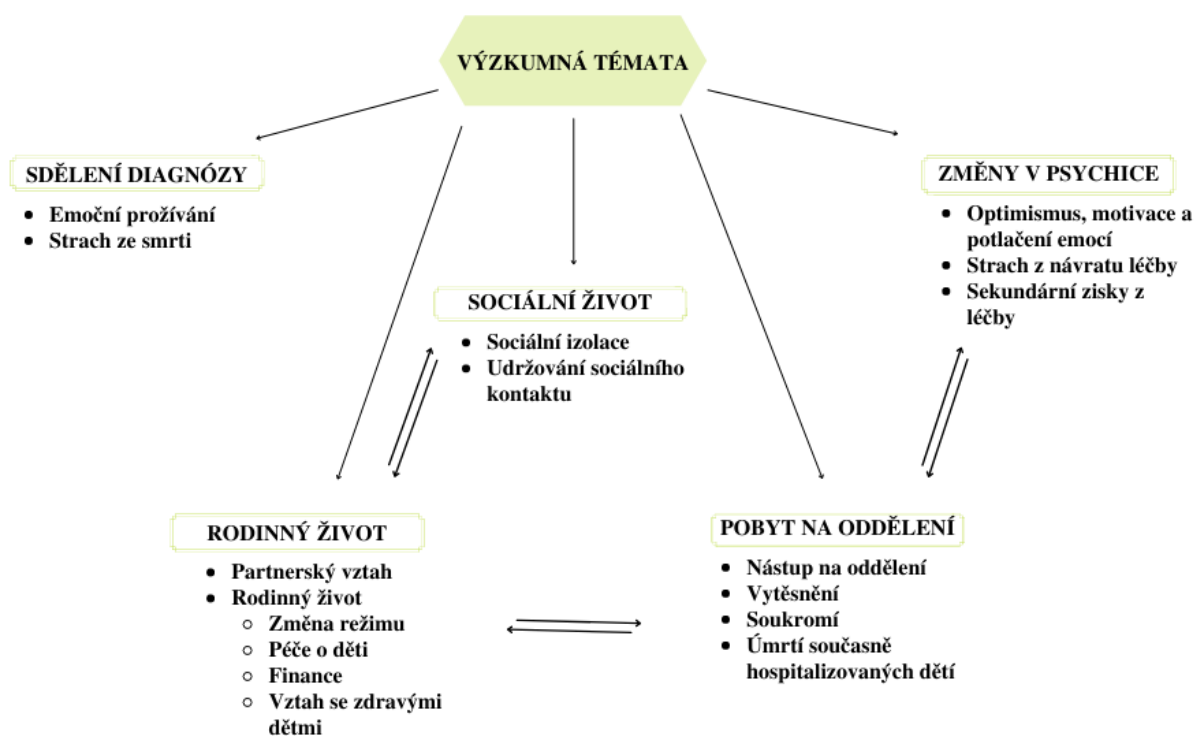 VÝZKUMNÁ TÉMATA
SDĚLENÍ DIAGNÓZY
• Emoční prožívání
• Strach ze smrti
ZMĚNY V PSYCHICE
• Optimismus, motivace a
potlačení emocí
• Strach z návratu léčby
• Sekundární zisky z
léčby
SOCIÁLNÍ ŽIVOT
• Sociální izolace
• Udržování sociálního
kontaktu
RODINNÝ ŽIVOT
• Partnerský vztah
• Rodinný život
○ Změna režimu
○ Péče o děti
○ Finance
○ Vztah se zdravými
dětmi
POBYT NA ODDĚLENÍ
• Nástup na oddělení
• Vytěsnění
• Soukromí
• Úmrtí současně
hospitalizovaných dětí